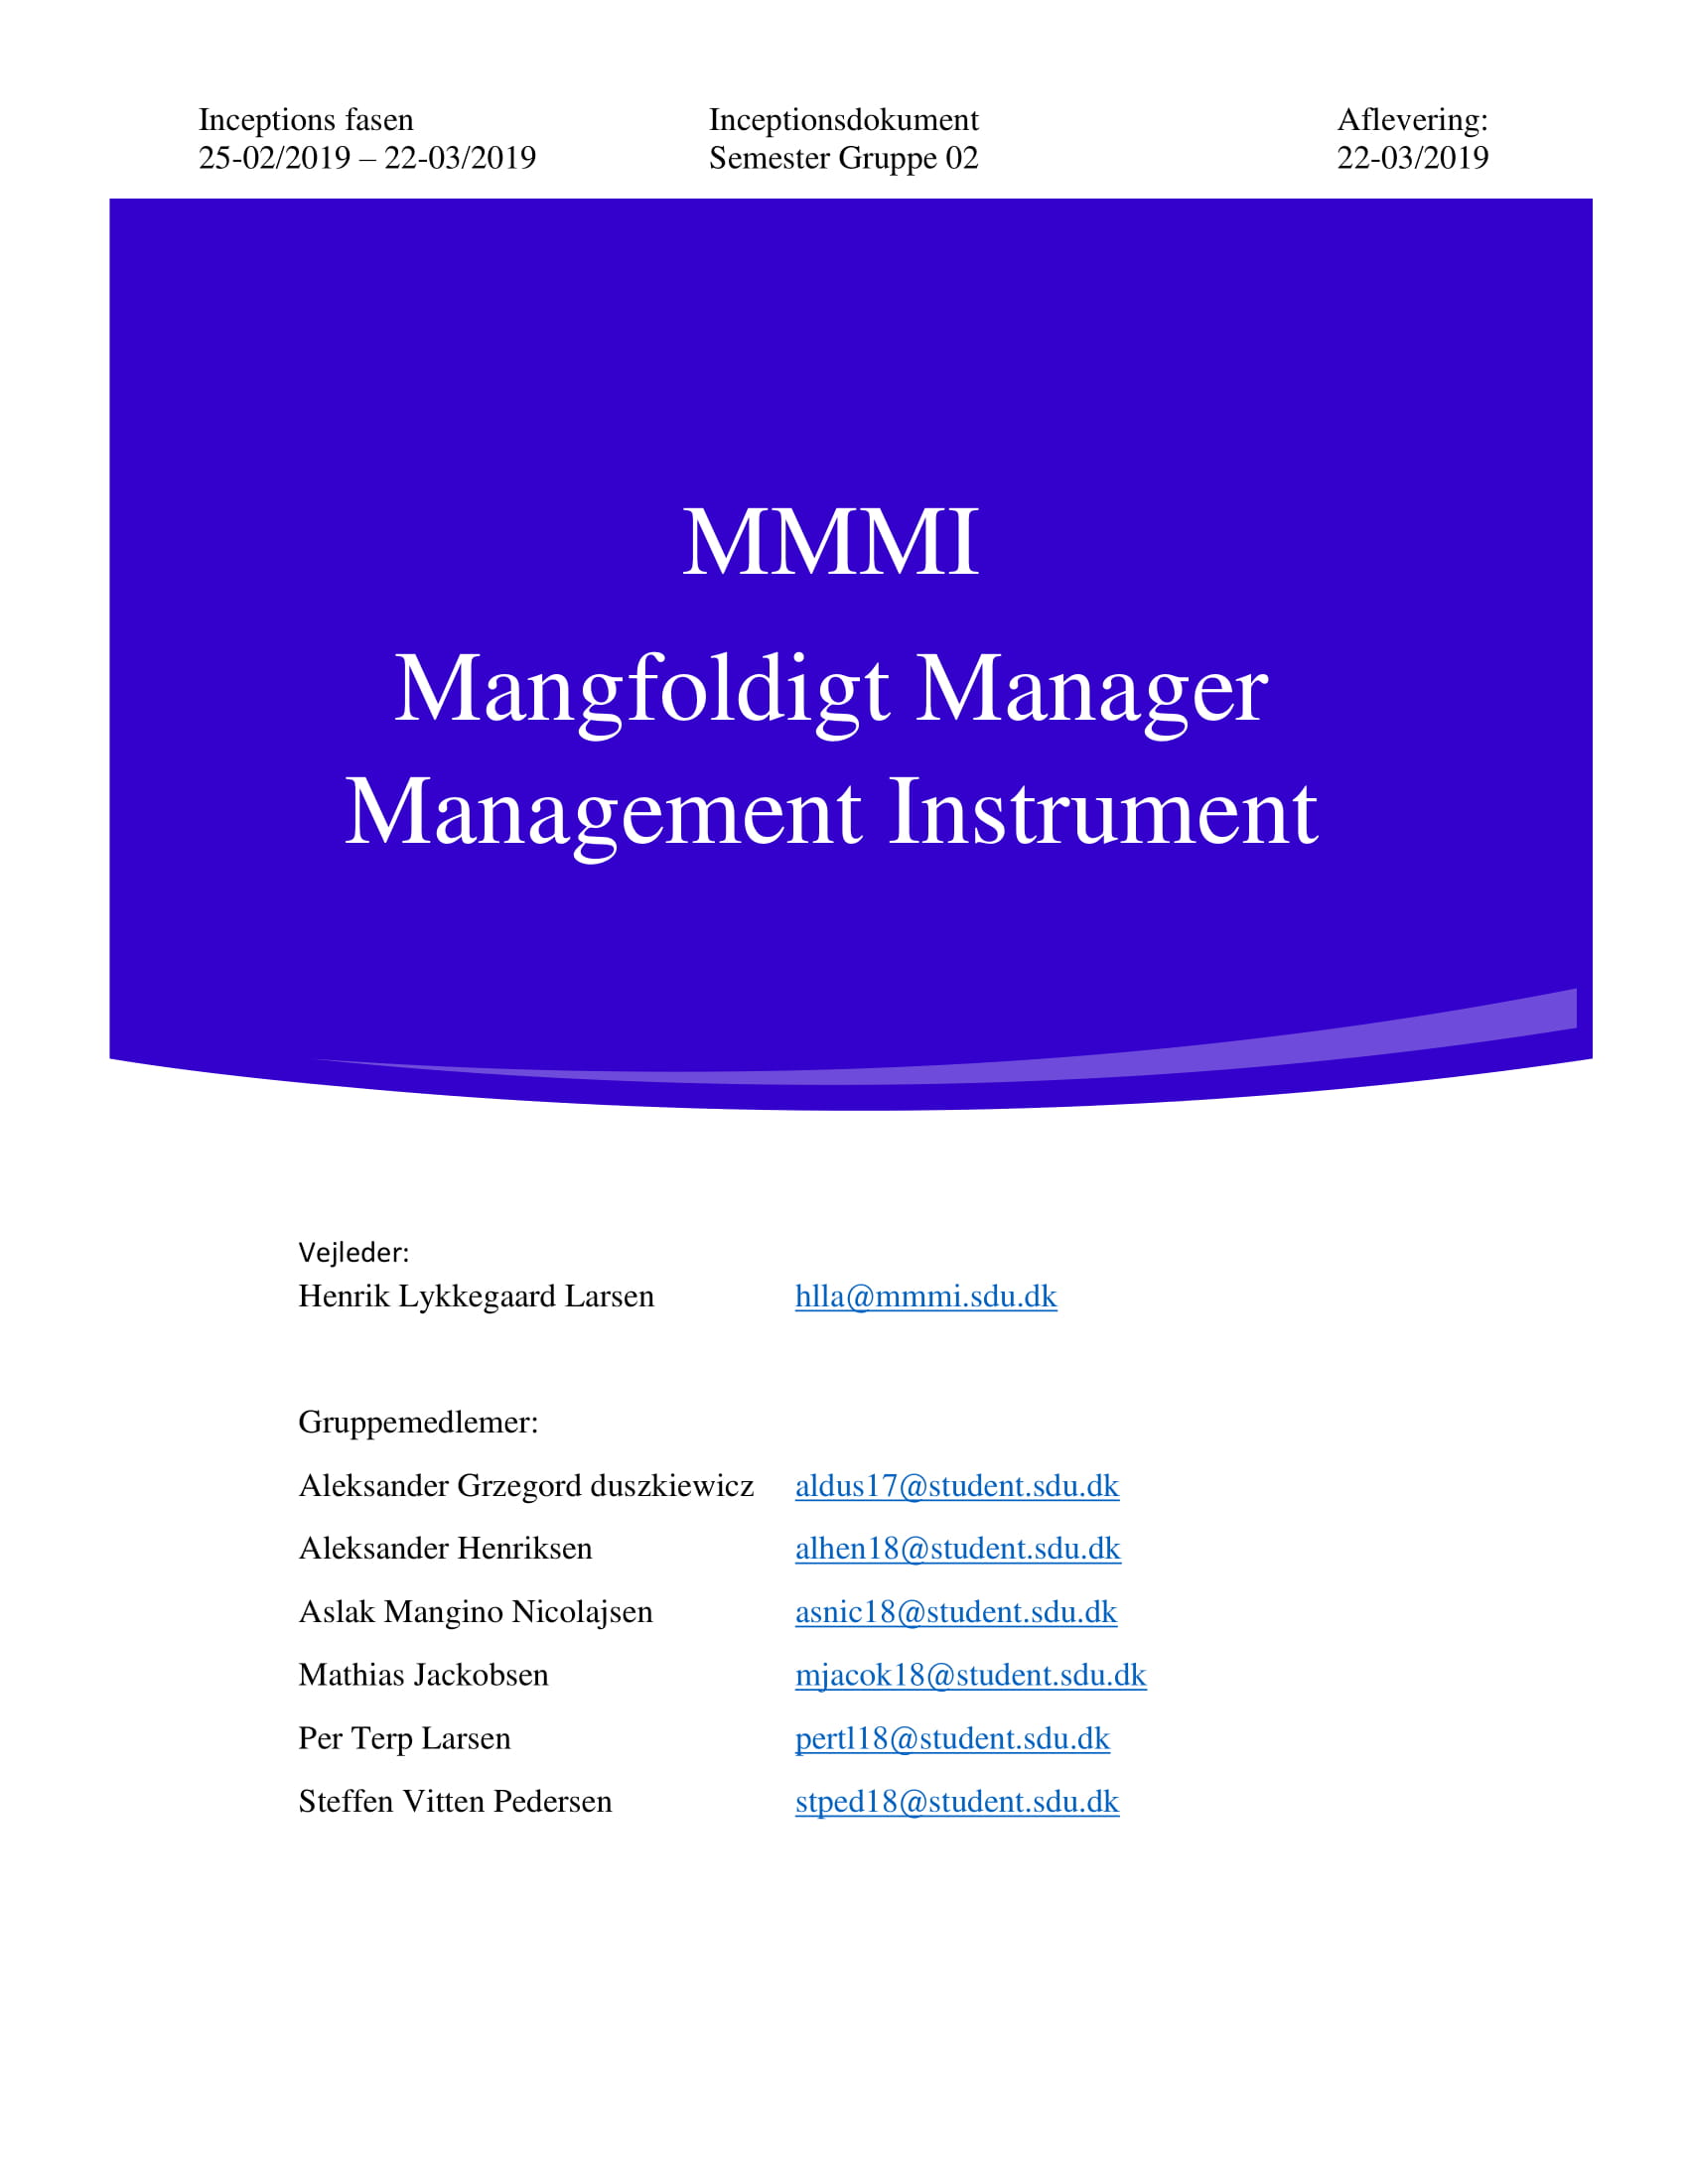 Inceptions fasen
25-02/2019 – 22-03/2019
Inceptionsdokument
Semester Gruppe 02
Aflevering:
22-03/2019
MMMI
Mangfoldigt Manager
Management Instrument
Vejleder:
Henrik Lykkegaard Larsen hlla@mmmi.sdu.dk
Gruppemedlemer:
Aleksander Grzegord duszkiewicz aldus17@student.sdu.dk
Aleksander Henriksen alhen18@student.sdu.dk
Aslak Mangino Nicolajsen asnic18@student.sdu.dk
Mathias Jackobsen mjacok18@student.sdu.dk
Per Terp Larsen pertl18@student.sdu.dk
Steffen Vitten Pedersen stped18@student.sdu.dk